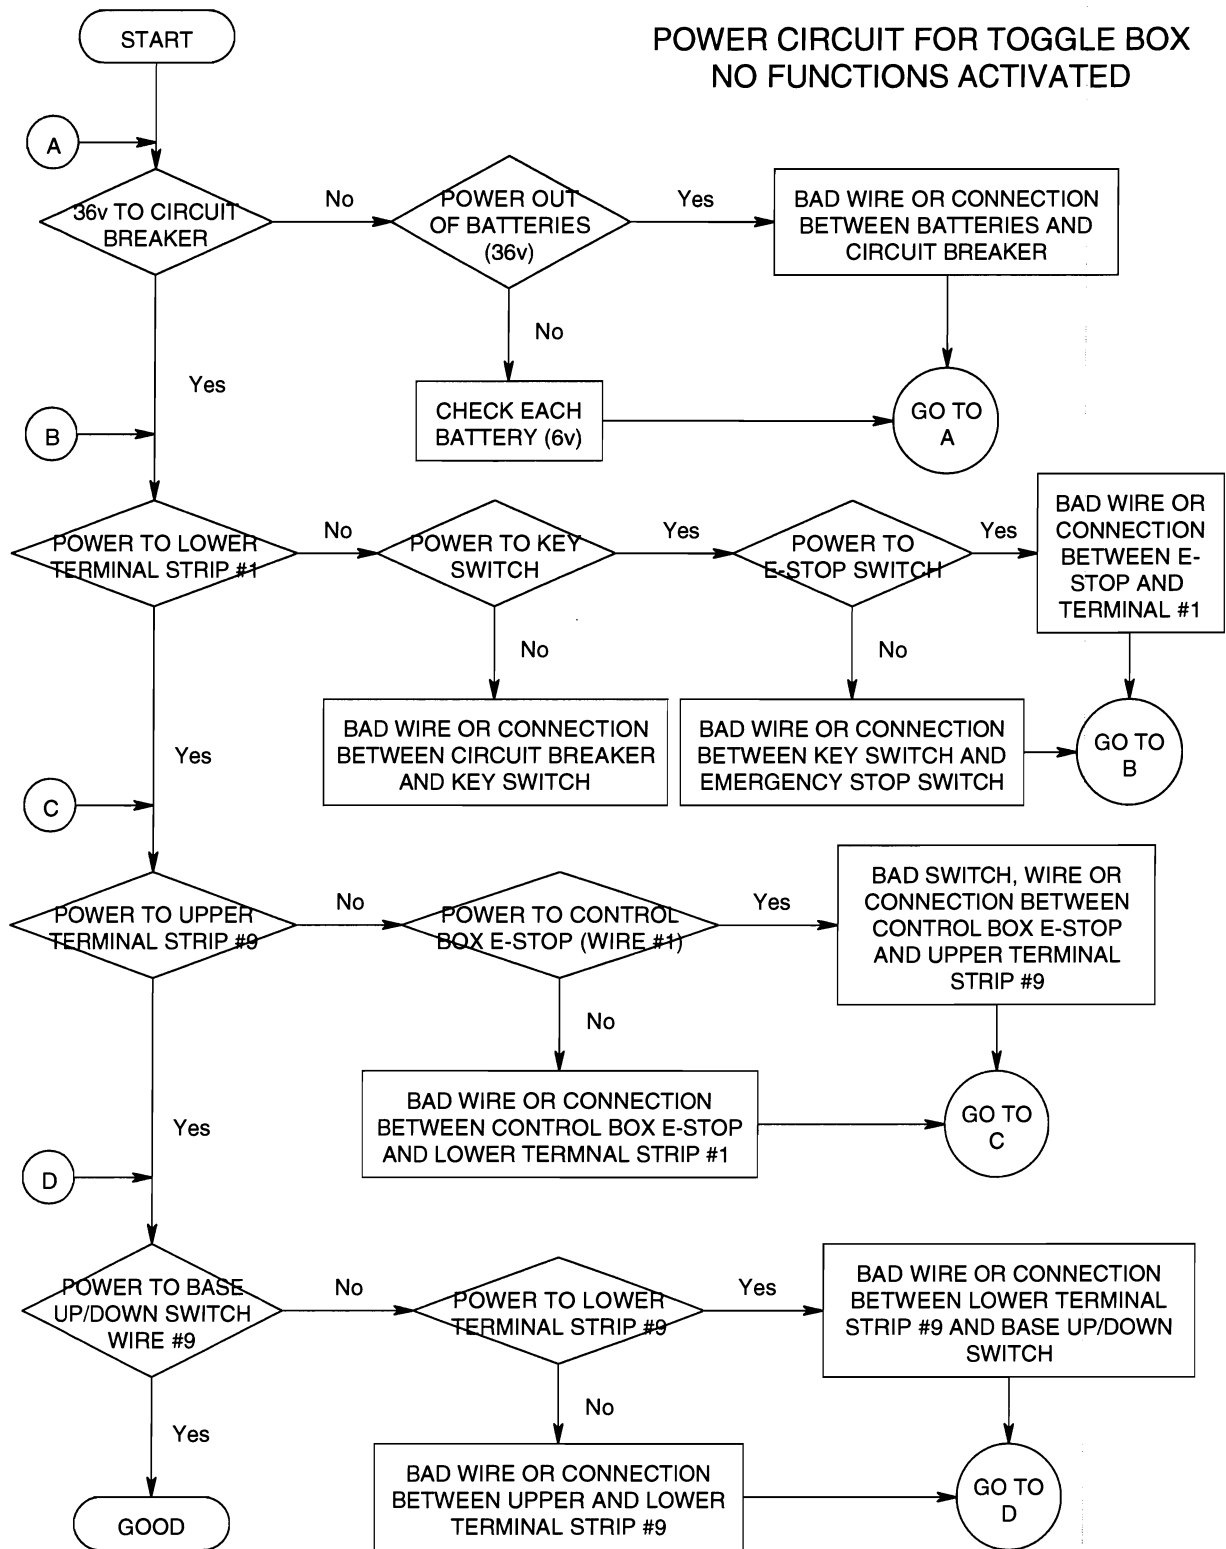 START
POWER CIRCUIT FOR TOGGLE BOX
NO FUNCTIONS ACTIVATED
A
36v TO CIRCUIT
BREAKER
No
POWER OUT
OF BATTERIES
(36v)
Yes
BAD WIRE OR CONNECTION
BETWEEN BATTERIES AND
CIRCUIT BREAKER
No
Yes
CHECK EACH
BATTERY (6v)
GO TO
A
B
POWER TO LOWER
TERMINAL STRIP #1
No
POWER TO KEY
SWITCH
Yes
POWER TO
E-STOP SWITCH
Yes
BAD WIRE OR
CONNECTION
BETWEEN E-
STOP AND
TERMINAL #1
No
No
Yes
BAD WIRE OR CONNECTION
BETWEEN CIRCUIT BREAKER
AND KEY SWITCH
BAD WIRE OR CONNECTION
BETWEEN KEY SWITCH AND
EMERGENCY STOP SWITCH
GO TO
B
C
POWER TO UPPER
TERMINAL STRIP #9
No
POWER TO CONTROL
BOX E-STOP (WIRE #1)
Yes
BAD SWITCH, WIRE OR
CONNECTION BETWEEN
CONTROL BOX E-STOP
AND UPPER TERMINAL
STRIP #9
No
Yes
BAD WIRE OR CONNECTION
BETWEEN CONTROL BOX E-STOP
AND LOWER TERMNAL STRIP #1
GO TO
C
D
POWER TO BASE
UP/DOWN SWITCH
WIRE #9
No
POWER TO LOWER
TERMINAL STRIP #9
Yes
BAD WIRE OR CONNECTION
BETWEEN LOWER TERMINAL
STRIP #9 AND BASE UP/DOWN
SWITCH
No
Yes
BAD WIRE OR CONNECTION
BETWEEN UPPER AND LOWER
TERMINAL STRIP #9
GO TO
D
GOOD